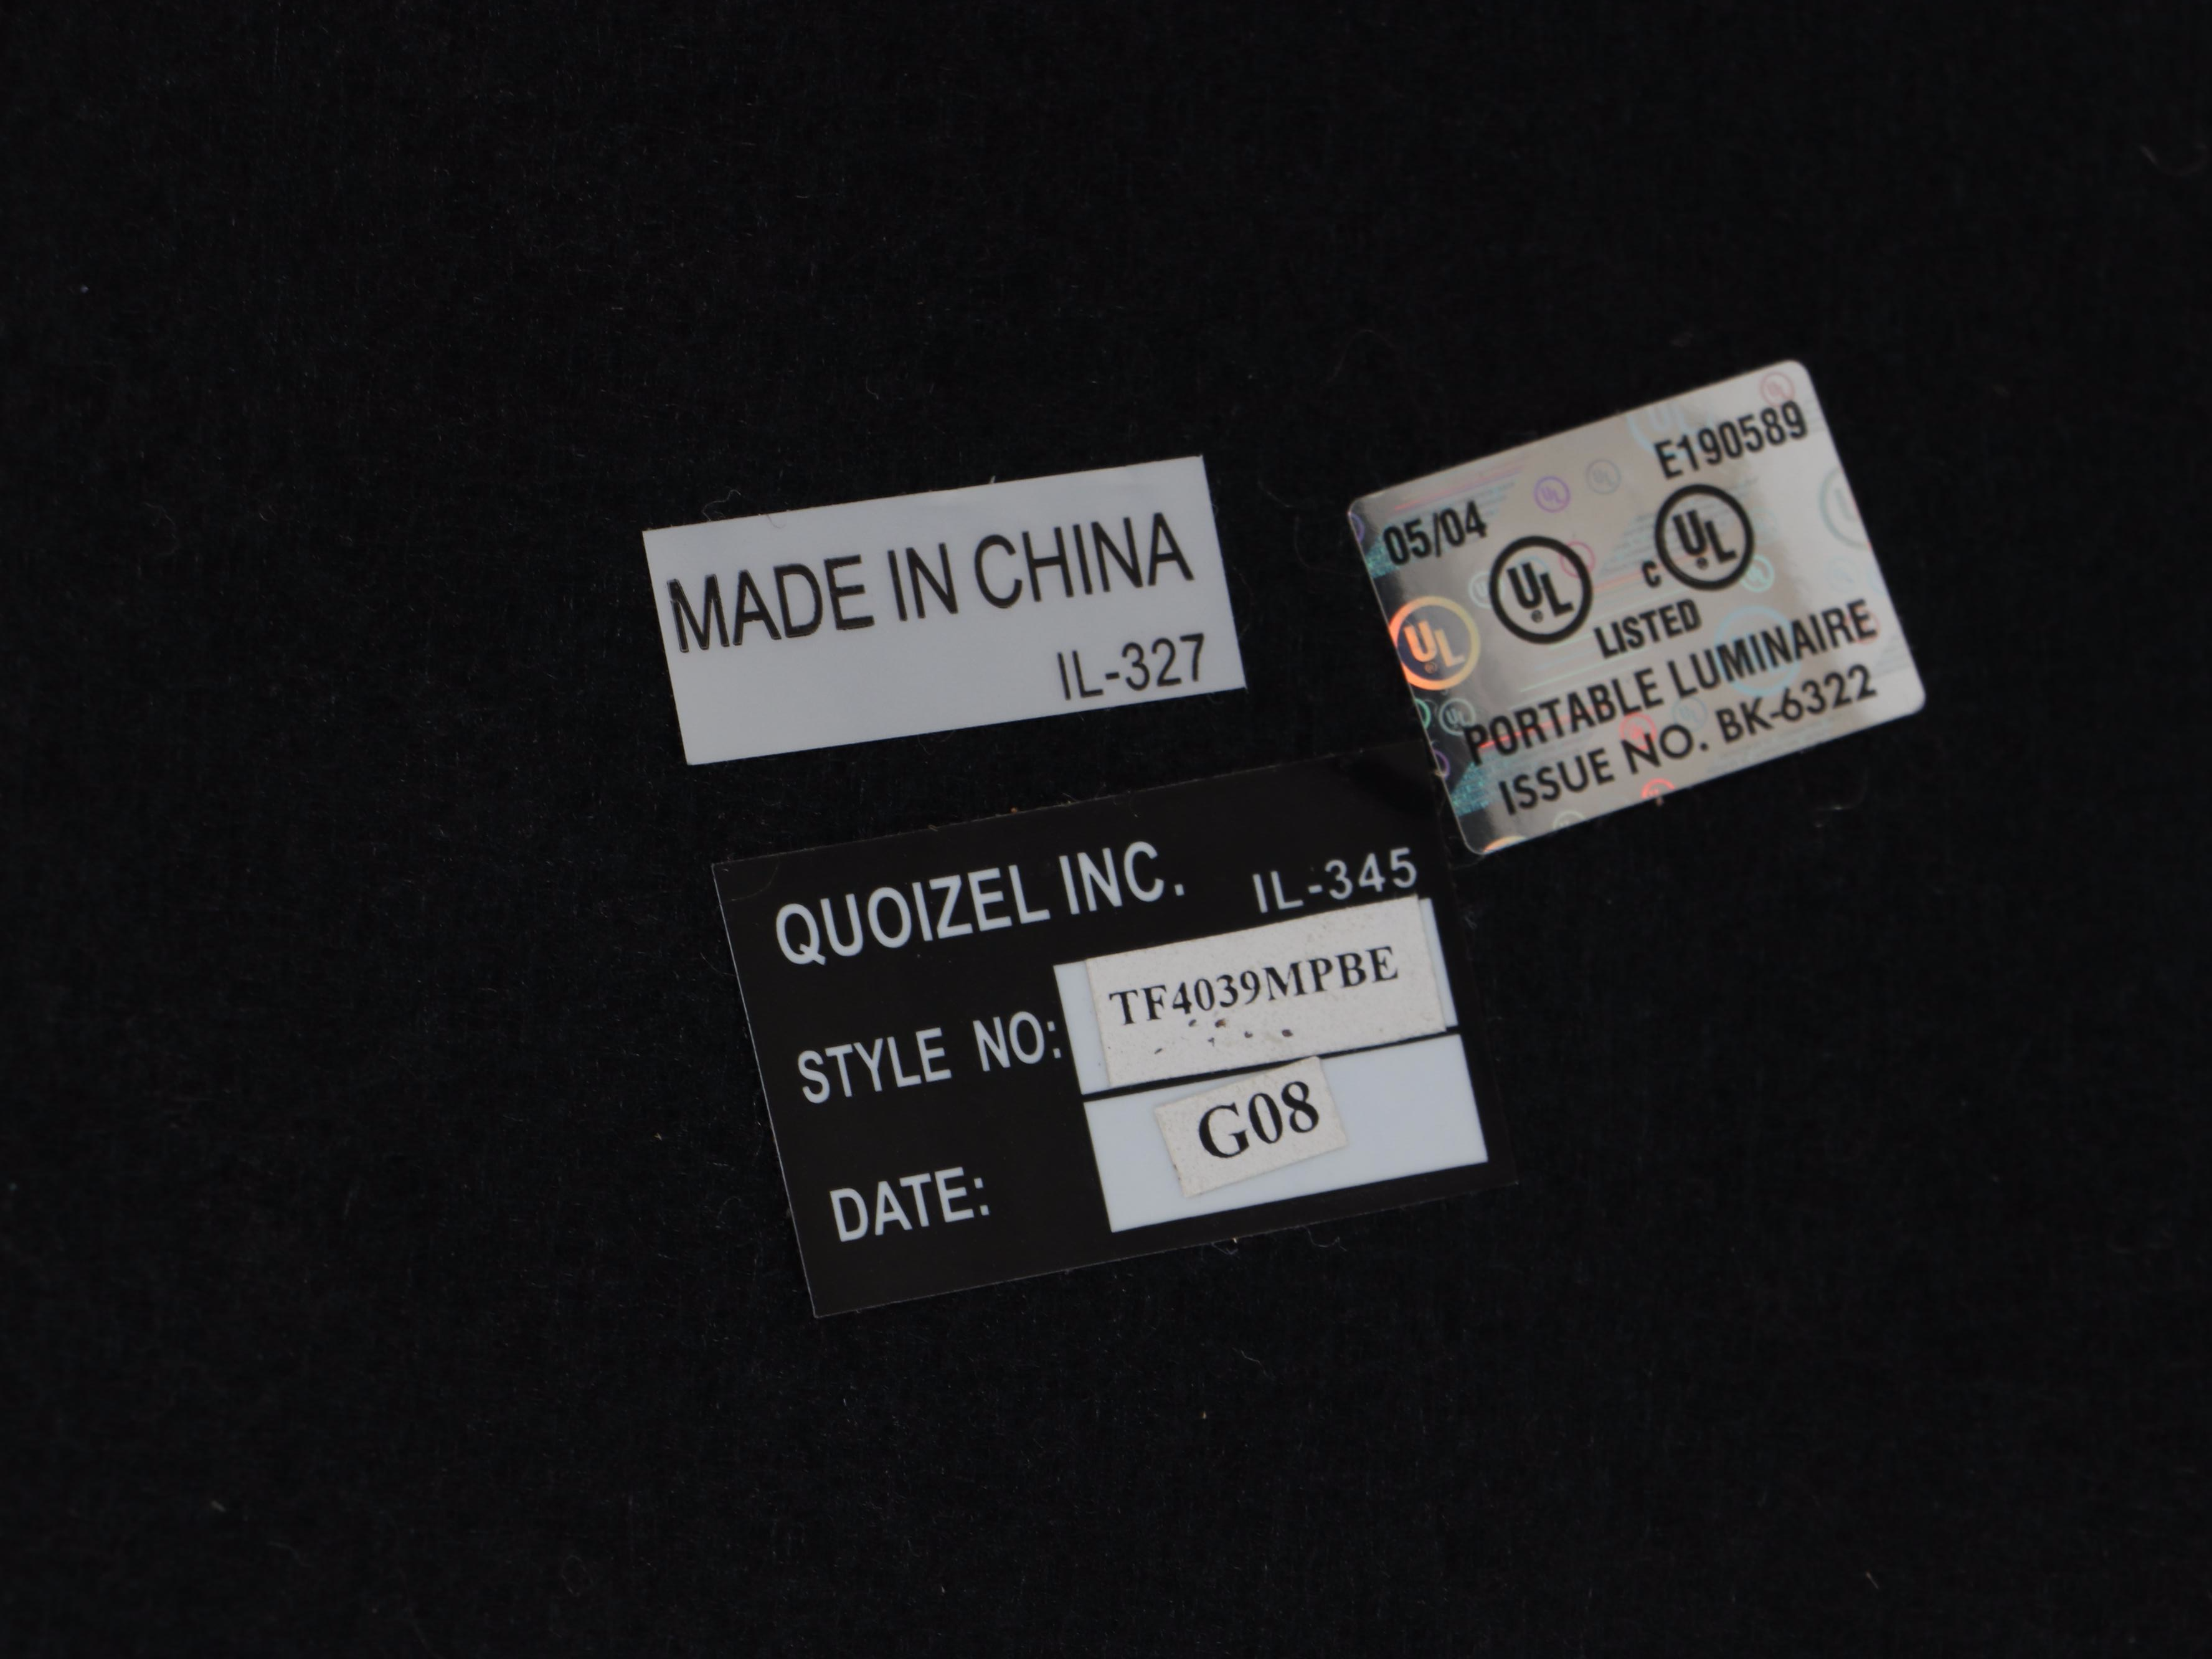 MADE IN CHINA
IL-327
05/04
E190589
UL
c UL
LISTED
UL
PORTABLE LUMINAIRE
ISSUE NO. BK-6322
QUOIZEL INC.
IL-345
STYLE NO:
TF4039MPBE
DATE:
G08